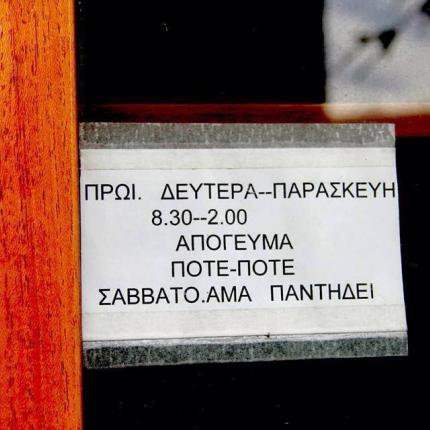 ΠΡΩΙ. ΔΕΥΤΕΡΑ--ΠΑΡΑΣΚΕΥΗ
8.30--2.00
ΑΠΟΓΕΥΜΑ
ΠΟΤΕ-ΠΟΤΕ
ΣΑΒΒΑΤΟ.ΑΜΑ ΠΑΝΤΗΔΕΙ